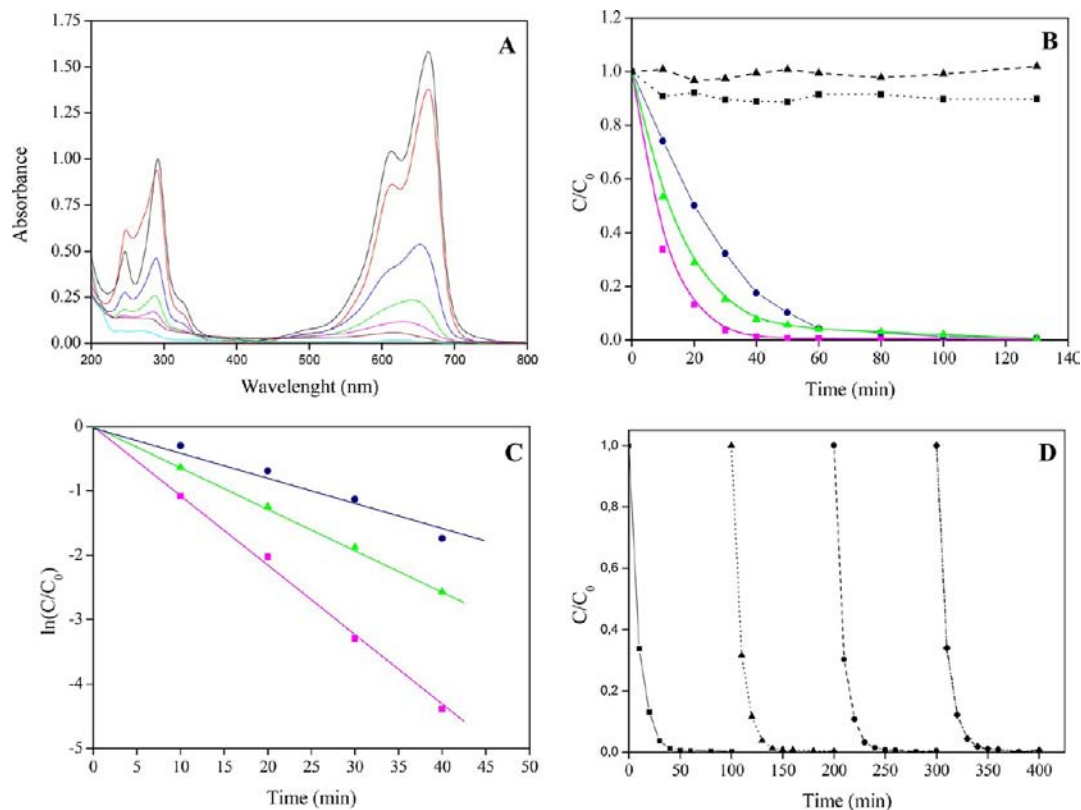 A
1.75
1.50
1.25
1.00
0.75
0.50
0.25
0.00
Absorbance
200 300 400 500 600 700 800
Wavelenght (nm)
B
1.2
1.0
0.8
0.6
0.4
0.2
0.0
C/C0
0 20 40 60 80 100 120 140
Time (min)
C
0
-1
-2
-3
-4
-5
ln(C/C0)
0 5 10 15 20 25 30 35 40 45 50
Time (min)
D
1,0
0,8
0,6
0,4
0,2
0,0
C/C0
0 50 100 150 200 250 300 350 400
Time (min)